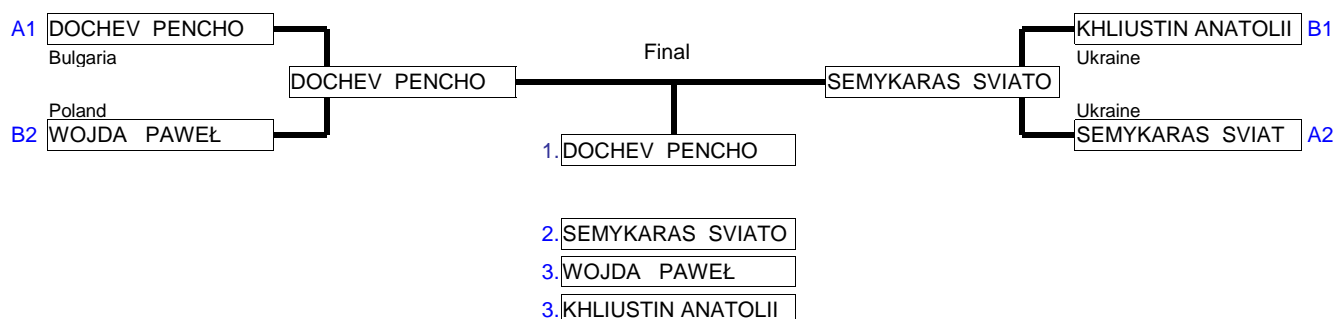 A1 DOCHEV PENCHO KHLIUSTIN ANATOLII B1
Bulgaria Final Ukraine
DOCHEV PENCHO SEMYKARAS SVIATO
Poland Ukraine
B2 WOJDA PAWEŁ SEMYKARAS SVIAT A2
1. DOCHEV PENCHO
2. SEMYKARAS SVIATO
3. WOJDA PAWEŁ
3. KHLIUSTIN ANATOLII